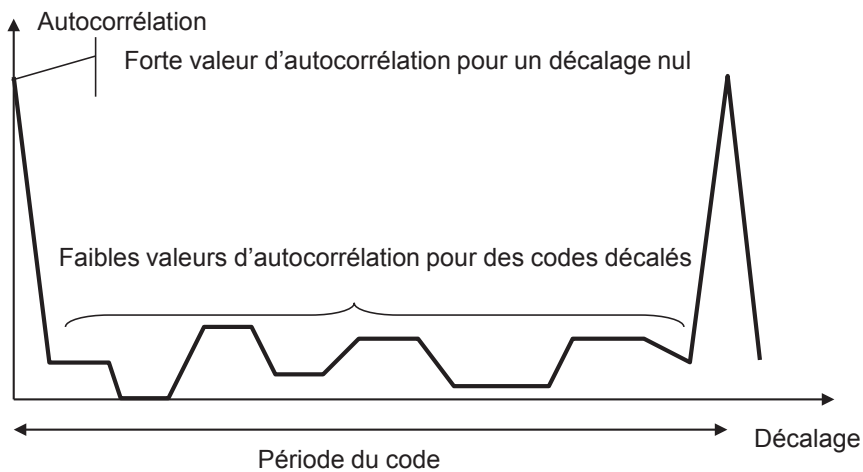 Autocorrélation
Forte valeur d’autocorrélation pour un décalage nul
Faibles valeurs d’autocorrélation pour des codes décalés
Décalage
Période du code